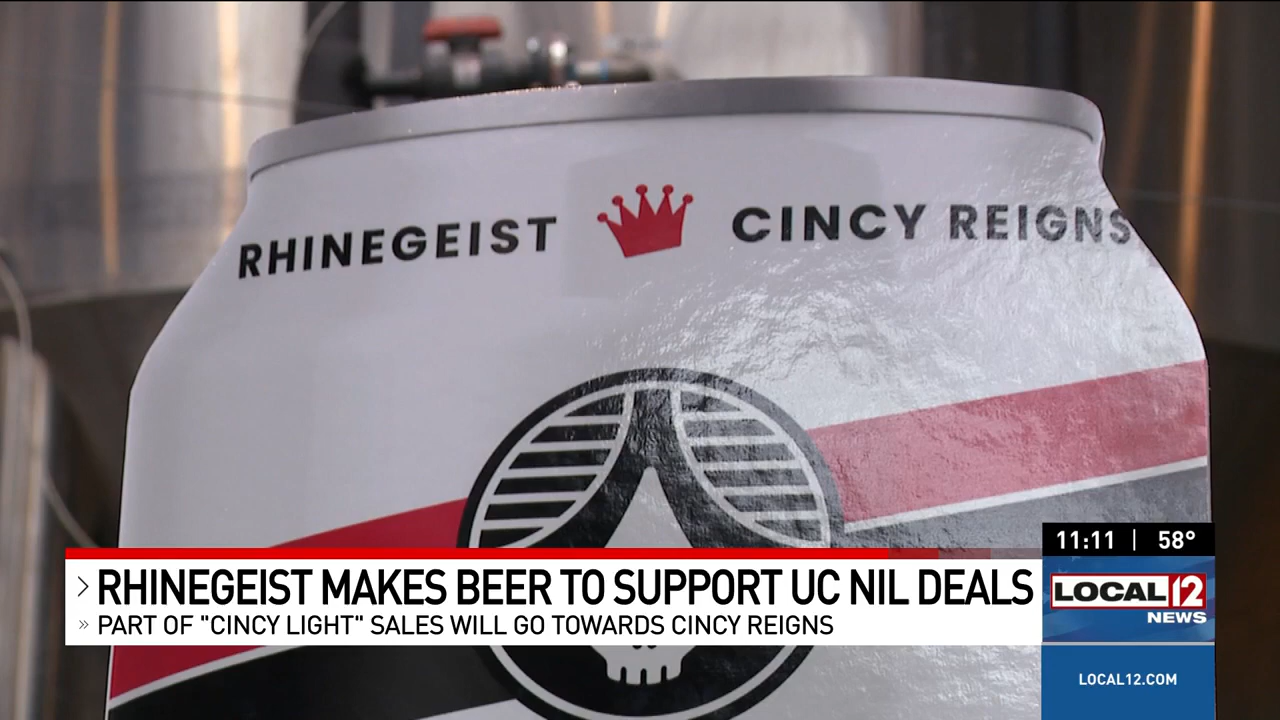 RHINEGEIST CINCY REIGNS
RHINEGEIST MAKES BEER TO SUPPORT UC NIL DEALS
PART OF "CINCY LIGHT" SALES WILL GO TOWARDS CINCY REIGNS
11:11 | 58°
LOCAL 12
NEWS
LOCAL12.COM